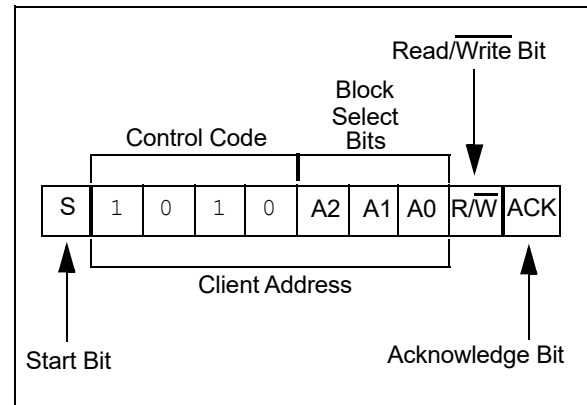 Read/Write Bit
Block
Select
Bits
Control Code
S 1 0 1 0 A2 A1 A0 R/W ACK
Client Address
Start Bit
Acknowledge Bit